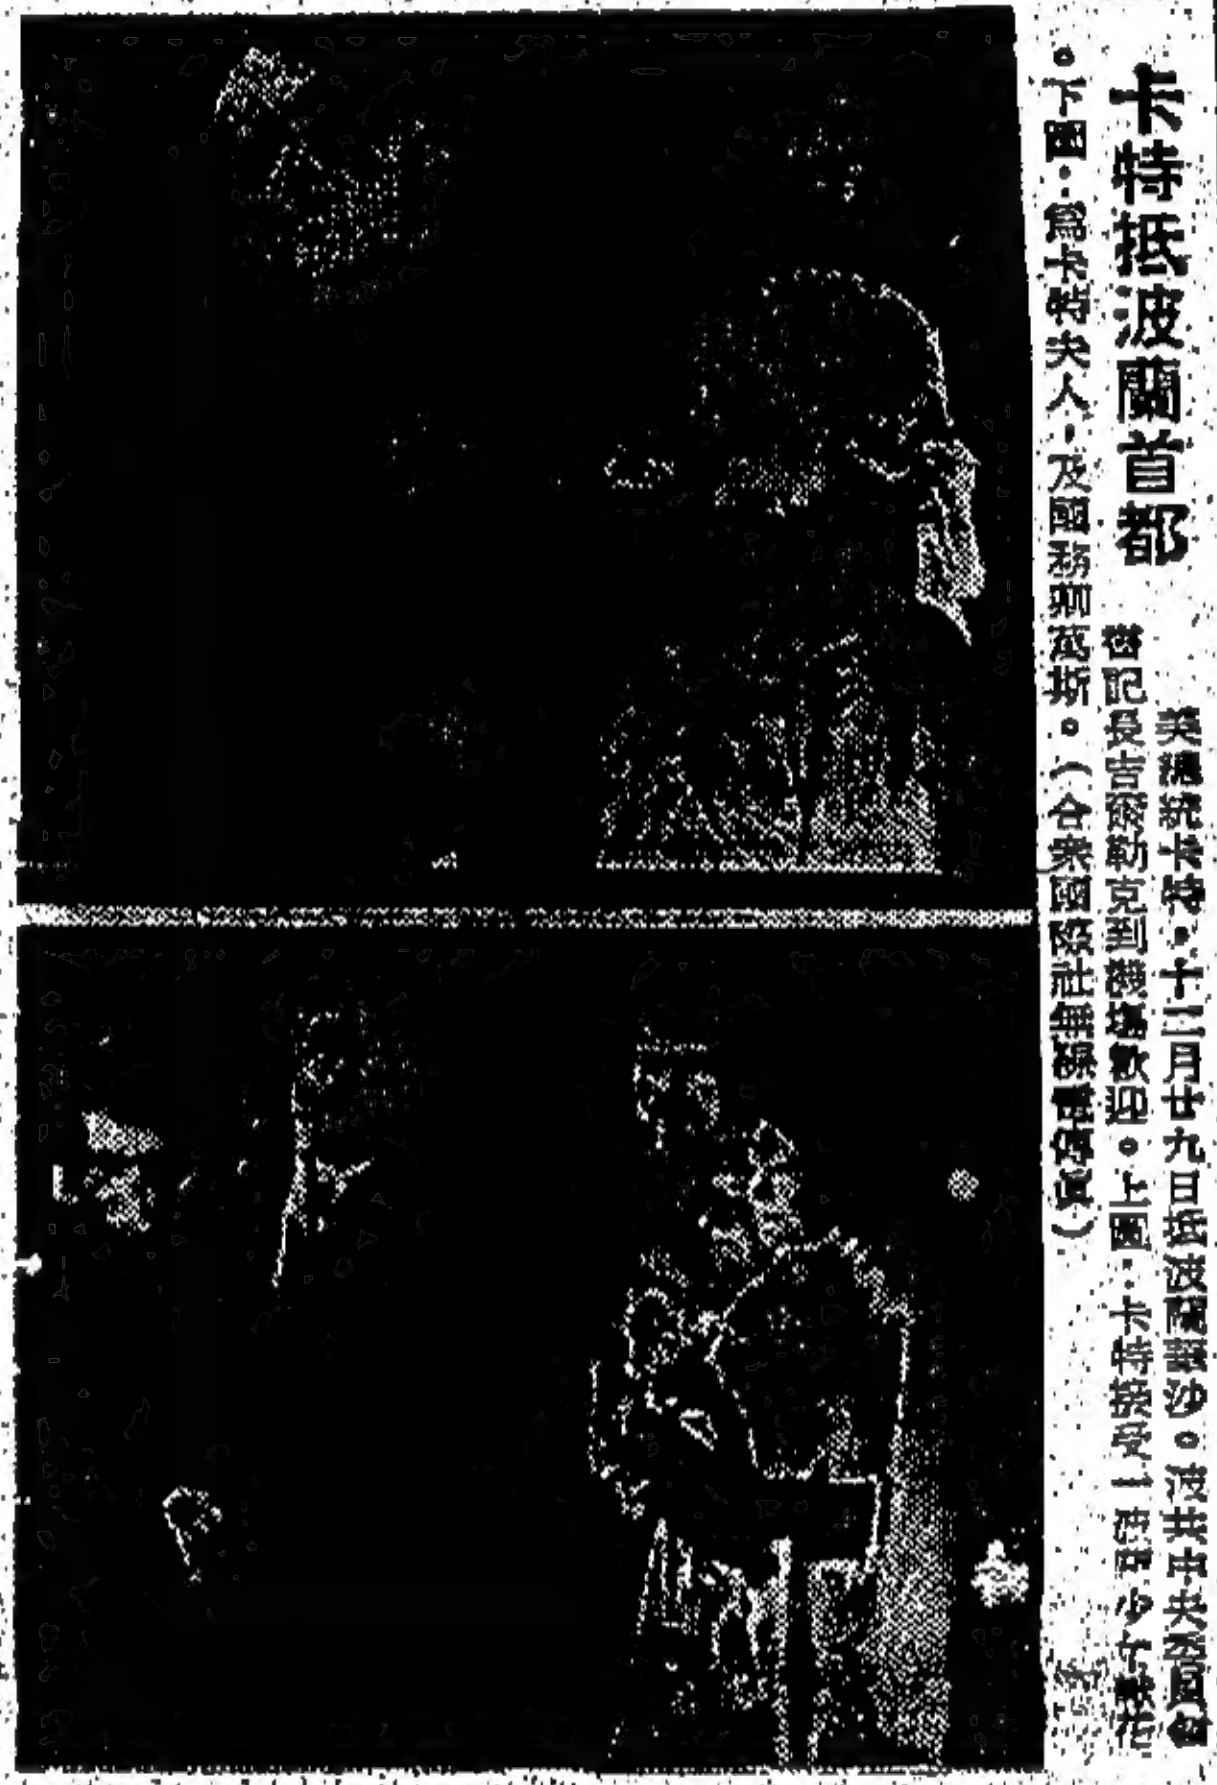 卡特抵波蘭首都
美總統卡特，十二月廿九日抵波蘭華沙。波共中央委員會
書記長吉爾勒克到機場歡迎。上圖：卡特接受一波 少年獻花
。下圖：爲卡特夫人，及國務卿范斯。（合衆國際社無線電傳真）